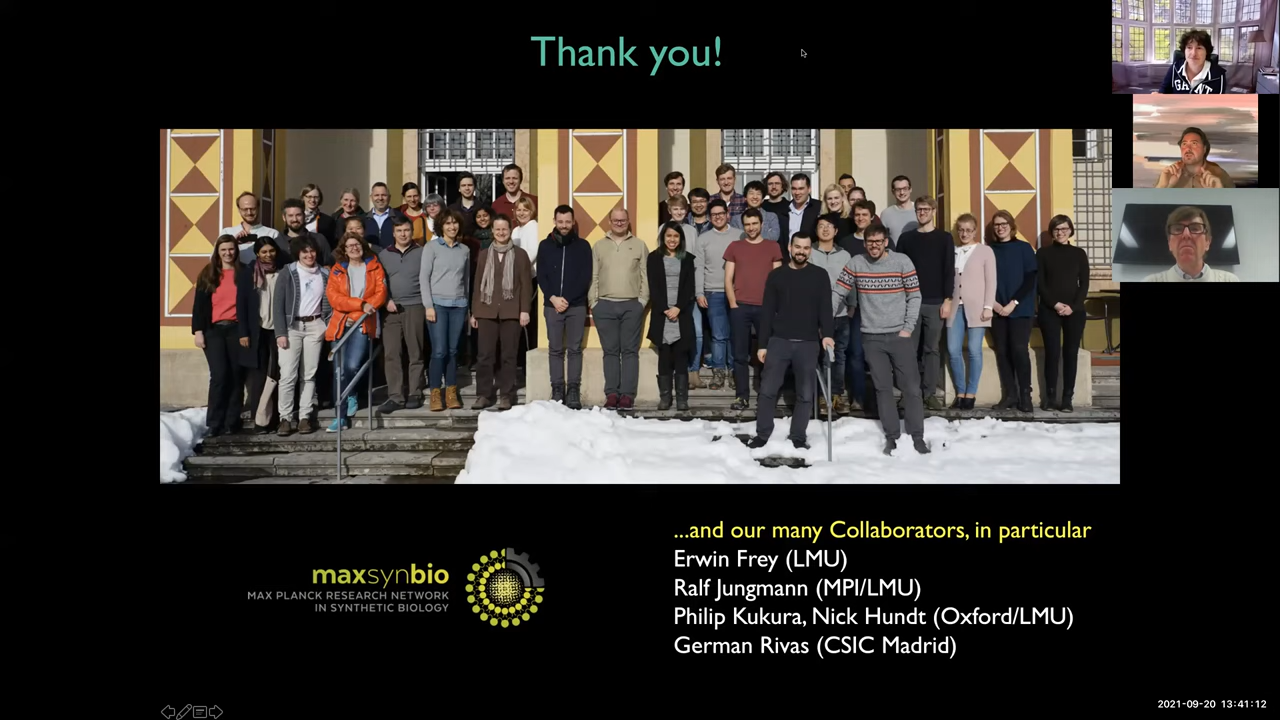 Thank you!
GANT
...and our many Collaborators, in particular
Erwin Frey (LMU)
Ralf Jungmann (MPI/LMU)
Philip Kukura, Nick Hundt (Oxford/LMU)
German Rivas (CSIC Madrid)
maxsynbio
MAX PLANCK RESEARCH NETWORK
IN SYNTHETIC BIOLOGY
2021-09-20 13:41:12